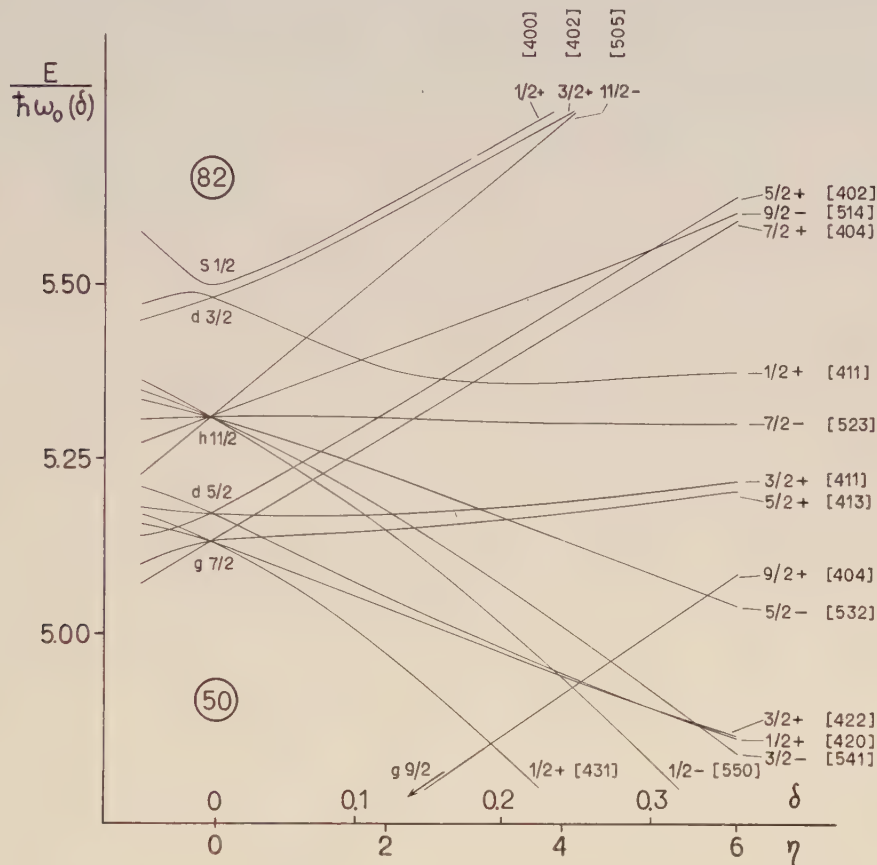 [400] [402] [505]
1/2+ 3/2+ 11/2−
E
ħω₀(δ)
82
5/2+ [402]
9/2− [514]
7/2+ [404]
S 1/2
5.50
d 3/2
1/2+ [411]
7/2− [523]
h 11/2
5.25
3/2+ [411]
d 5/2
5/2+ [413]
g 7/2
9/2+ [404]
5/2− [532]
5.00
50
3/2+ [422]
1/2+ [420]
3/2− [541]
g 9/2
1/2+ [431]
1/2− [550]
0 0.1 0.2 0.3 δ
0 2 4 6 η